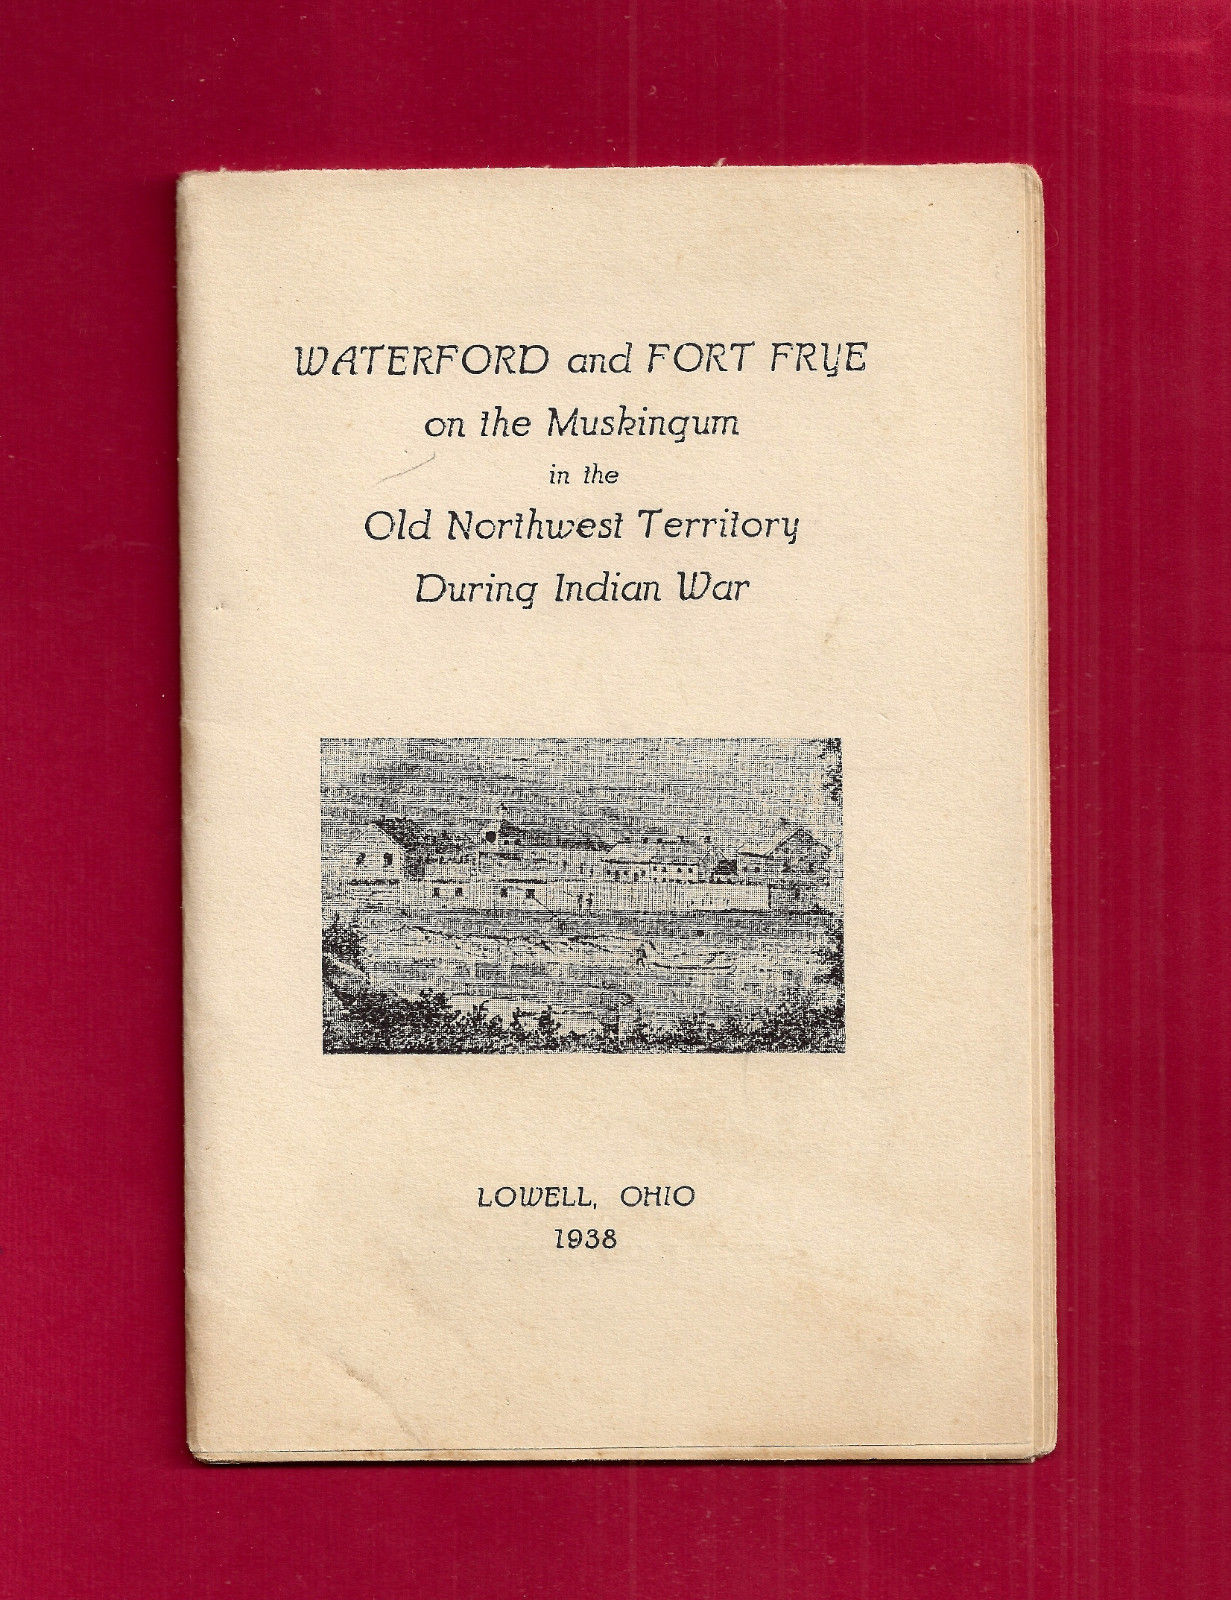 WATERFORD and FORT FRYE
on the Muskingum
in the
Old Northwest Territory
During Indian War
LOWELL, OHIO
1938